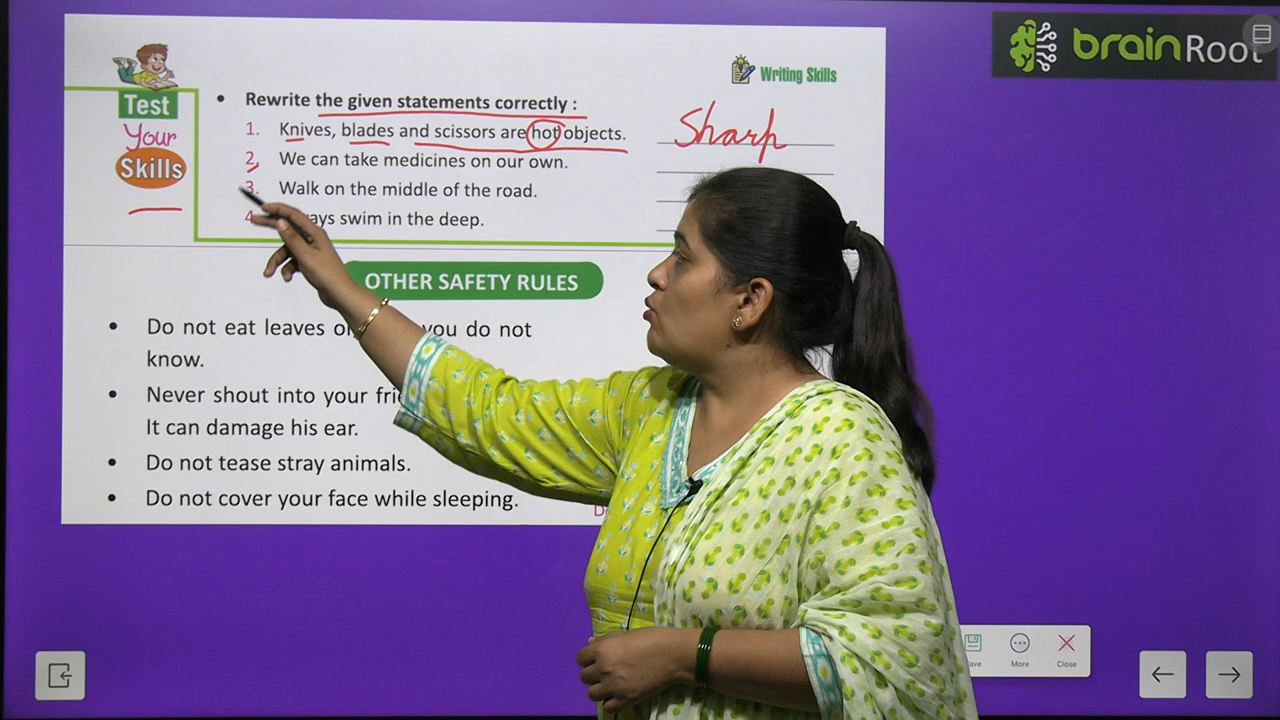 brainRoot
Writing Skills
Test
Your
Skills
• Rewrite the given statements correctly :
1. Knives, blades and scissors are hot objects.
Sharp
2. We can take medicines on our own.
3. Walk on the middle of the road.
4. swim in the deep.
OTHER SAFETY RULES
• Do not eat leaves you do not
know.
• Never shout into your
It can damage his ear.
• Do not tease stray animals.
• Do not cover your face while sleeping.
More
Close